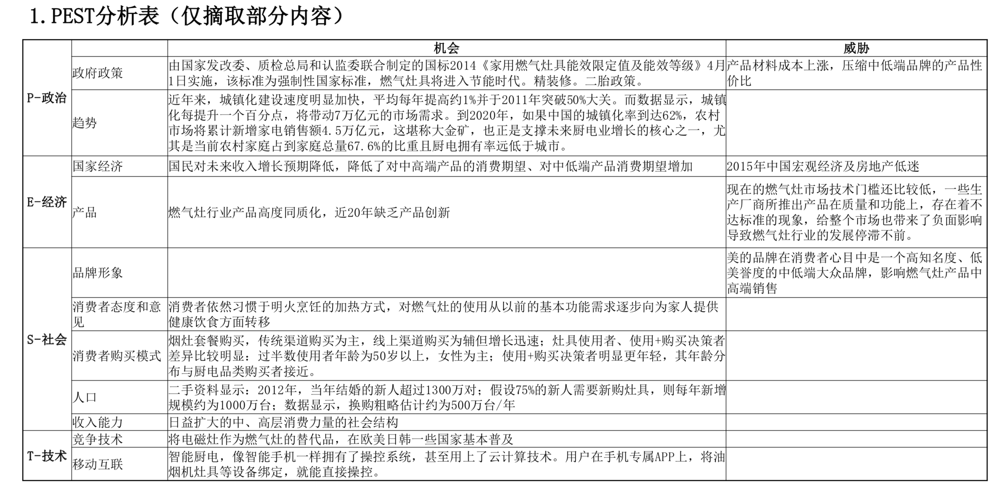 1.PEST分析表（仅摘取部分内容）
机会
威胁
P-政治
政府政策
由国家发改委、质检总局和认监委联合制定的国标2014《家用燃气灶具能效限定值及能效等级》4月
1日实施，该标准为强制性国家标准，燃气灶具将进入节能时代。精装修。二胎政策。
产品材料成本上涨，压缩中低端品牌的产品性
价比
趋势
近年来，城镇化建设速度明显加快，平均每年提高约1%并于2011年突破50%大关。而数据显示，城镇
化每提升一个百分点，将带动7万亿元的市场需求。到2020年，如果中国的城镇化率到达62%，农村
市场将累计新增家电销售额4.5万亿元，这堪称大金矿，也正是支撑未来厨电业增长的核心之一，尤
其是当前农村家庭占到家庭总量67.6%的比重且厨电拥有率远低于城市。
E-经济
国家经济
国民对未来收入增长预期降低，降低了对中高端产品的消费期望、对中低端产品消费期望增加
2015年中国宏观经济及房地产低迷
产品
燃气灶行业产品高度同质化，近20年缺乏产品创新
现在的燃气灶市场技术门槛还比较低，一些生
产厂商所推出产品在质量和功能上，存在着不
达标准的现象，给整个市场也带来了负面影响
导致燃气灶行业的发展停滞不前。
S-社会
品牌形象
美的品牌在消费者心目中是一个高知名度、低
美誉度的中低端大众品牌，影响燃气灶产品中
高端销售
消费者态度和意
见
消费者依然习惯于明火烹饪的加热方式，对燃气灶的使用从以前的基本功能需求逐步向为家人提供
健康饮食方面转移
消费者购买模式
烟灶套餐购买，传统渠道购买为主，线上渠道购买为辅但增长迅速；灶具使用者、使用+购买决策者
差异比较明显：过半数使用者年龄为50岁以上，女性为主；使用+购买决策者明显更年轻，其年龄分
布与厨电品类购买者接近。
人口
二手资料显示：2012年，当年结婚的新人超过1300万对；假设75%的新人需要新购灶具，则每年新增
规模约为1000万台；数据显示，换购粗略估计约为500万台/年
收入能力
日益扩大的中、高层消费力量的社会结构
T-技术
竞争技术
将电磁灶作为燃气灶的替代品，在欧美日韩一些国家基本普及
移动互联
智能厨电，像智能手机一样拥有了操控系统，甚至用上了云计算技术。用户在手机专属APP上，将油
烟机灶具等设备绑定，就能直接操控。